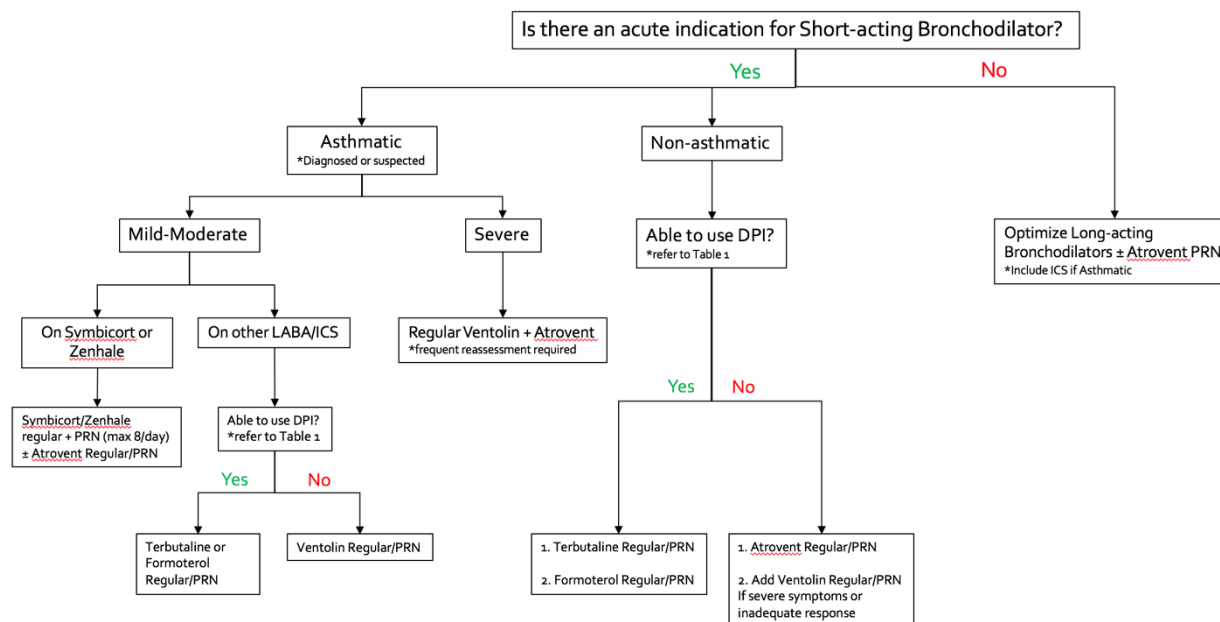 Is there an acute indication for Short-acting Bronchodilator?
Yes
No
Asthmatic
*Diagnosed or suspected
Non-asthmatic
Mild-Moderate
Severe
Able to use DPI?
*refer to Table 1
Optimize Long-acting
Bronchodilators ± Atrovent PRN
*Include ICS if Asthmatic
On Symbicort or
Zenhale
On other LABA/ICS
Regular Ventolin + Atrovent
*frequent reassessment required
Yes
No
Symbicort/Zenhale
regular + PRN (max 8/day)
± Atrovent Regular/PRN
Able to use DPI?
*refer to Table 1
Yes
No
Terbutaline or
Formoterol
Regular/PRN
Ventolin Regular/PRN
1. Terbutaline Regular/PRN
2. Formoterol Regular/PRN
1. Atrovent Regular/PRN
2. Add Ventolin Regular/PRN
If severe symptoms or
inadequate response